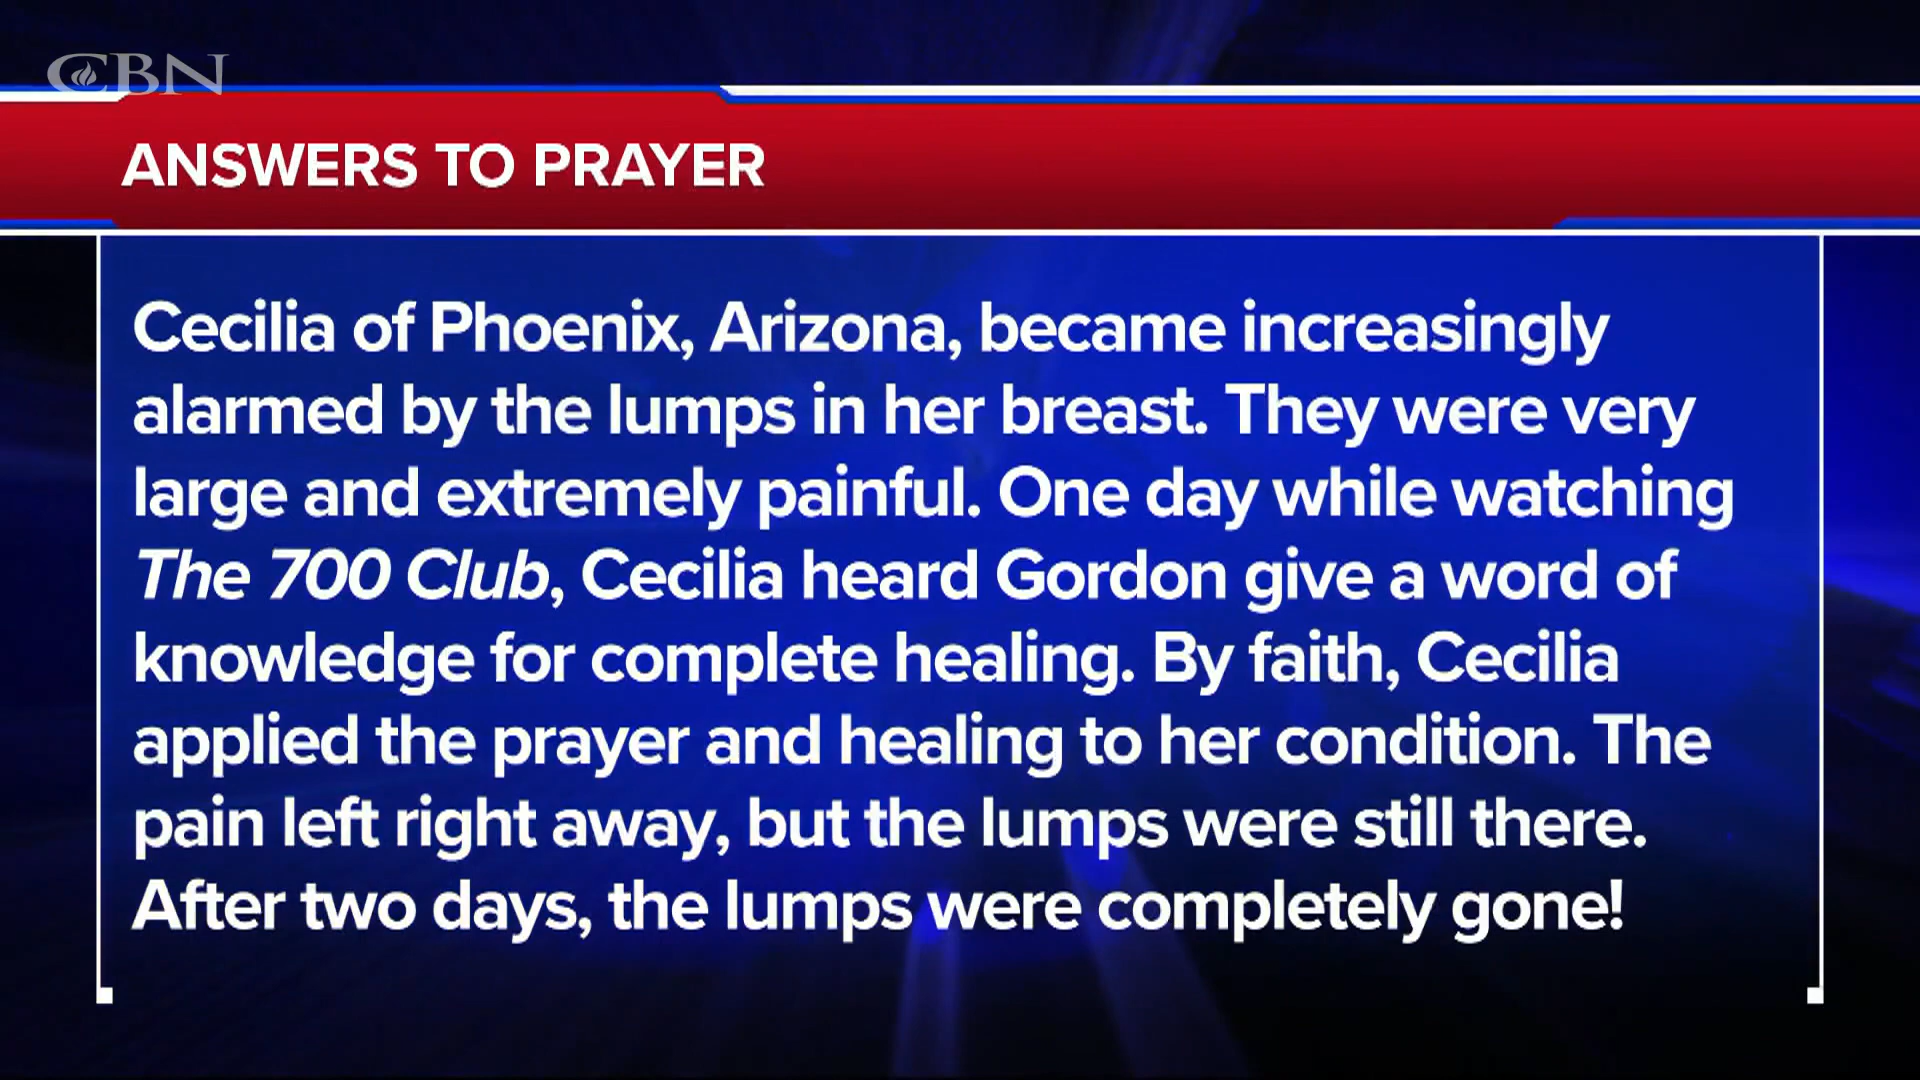 CBN
ANSWERS TO PRAYER
Cecilia of Phoenix, Arizona, became increasingly
alarmed by the lumps in her breast. They were very
large and extremely painful. One day while watching
The 700 Club, Cecilia heard Gordon give a word of
knowledge for complete healing. By faith, Cecilia
applied the prayer and healing to her condition. The
pain left right away, but the lumps were still there.
After two days, the lumps were completely gone!